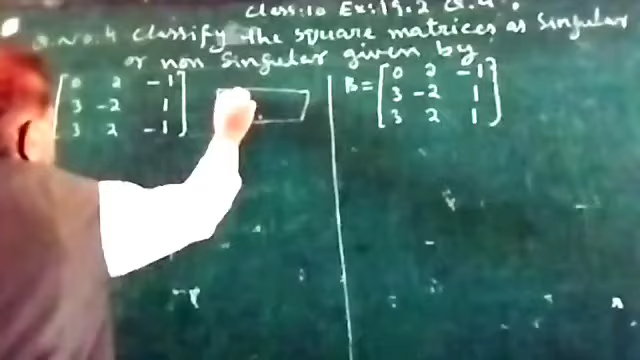 Class:10 Ex:19.2 Q.4
Q.No.4 classify the square matrices as Singular
or non Singular given by
0 2 -1
3 -2 1
3 2 -1
B = 0 2 -1
3 -2 1
3 2 1